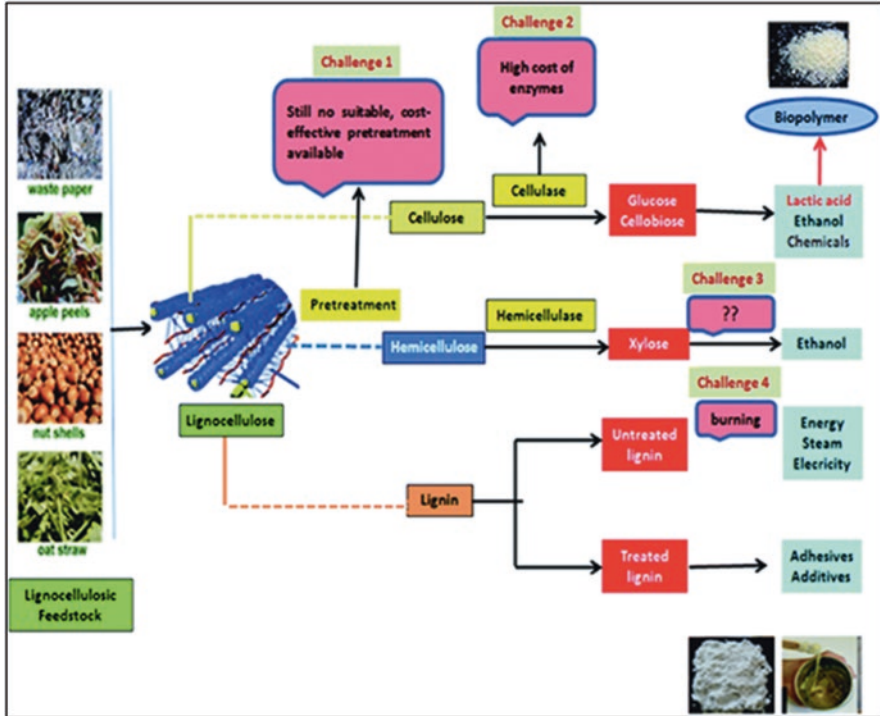 Challenge 1
Still no suitable, cost-
effective pretreatment
available
Challenge 2
High cost of
enzymes
Biopolymer
waste paper
apple peels
nut shells
oat straw
Lignocellulosic
Feedstock
Lignocellulose
Pretreatment
Cellulose
Cellulase
Glucose
Cellobiose
Lactic acid
Ethanol
Chemicals
Hemicellulose
Hemicellulase
Xylose
Challenge 3
??
Ethanol
Lignin
Untreated
lignin
Challenge 4
burning
Energy
Steam
Elecricity
Treated
lignin
Adhesives
Additives